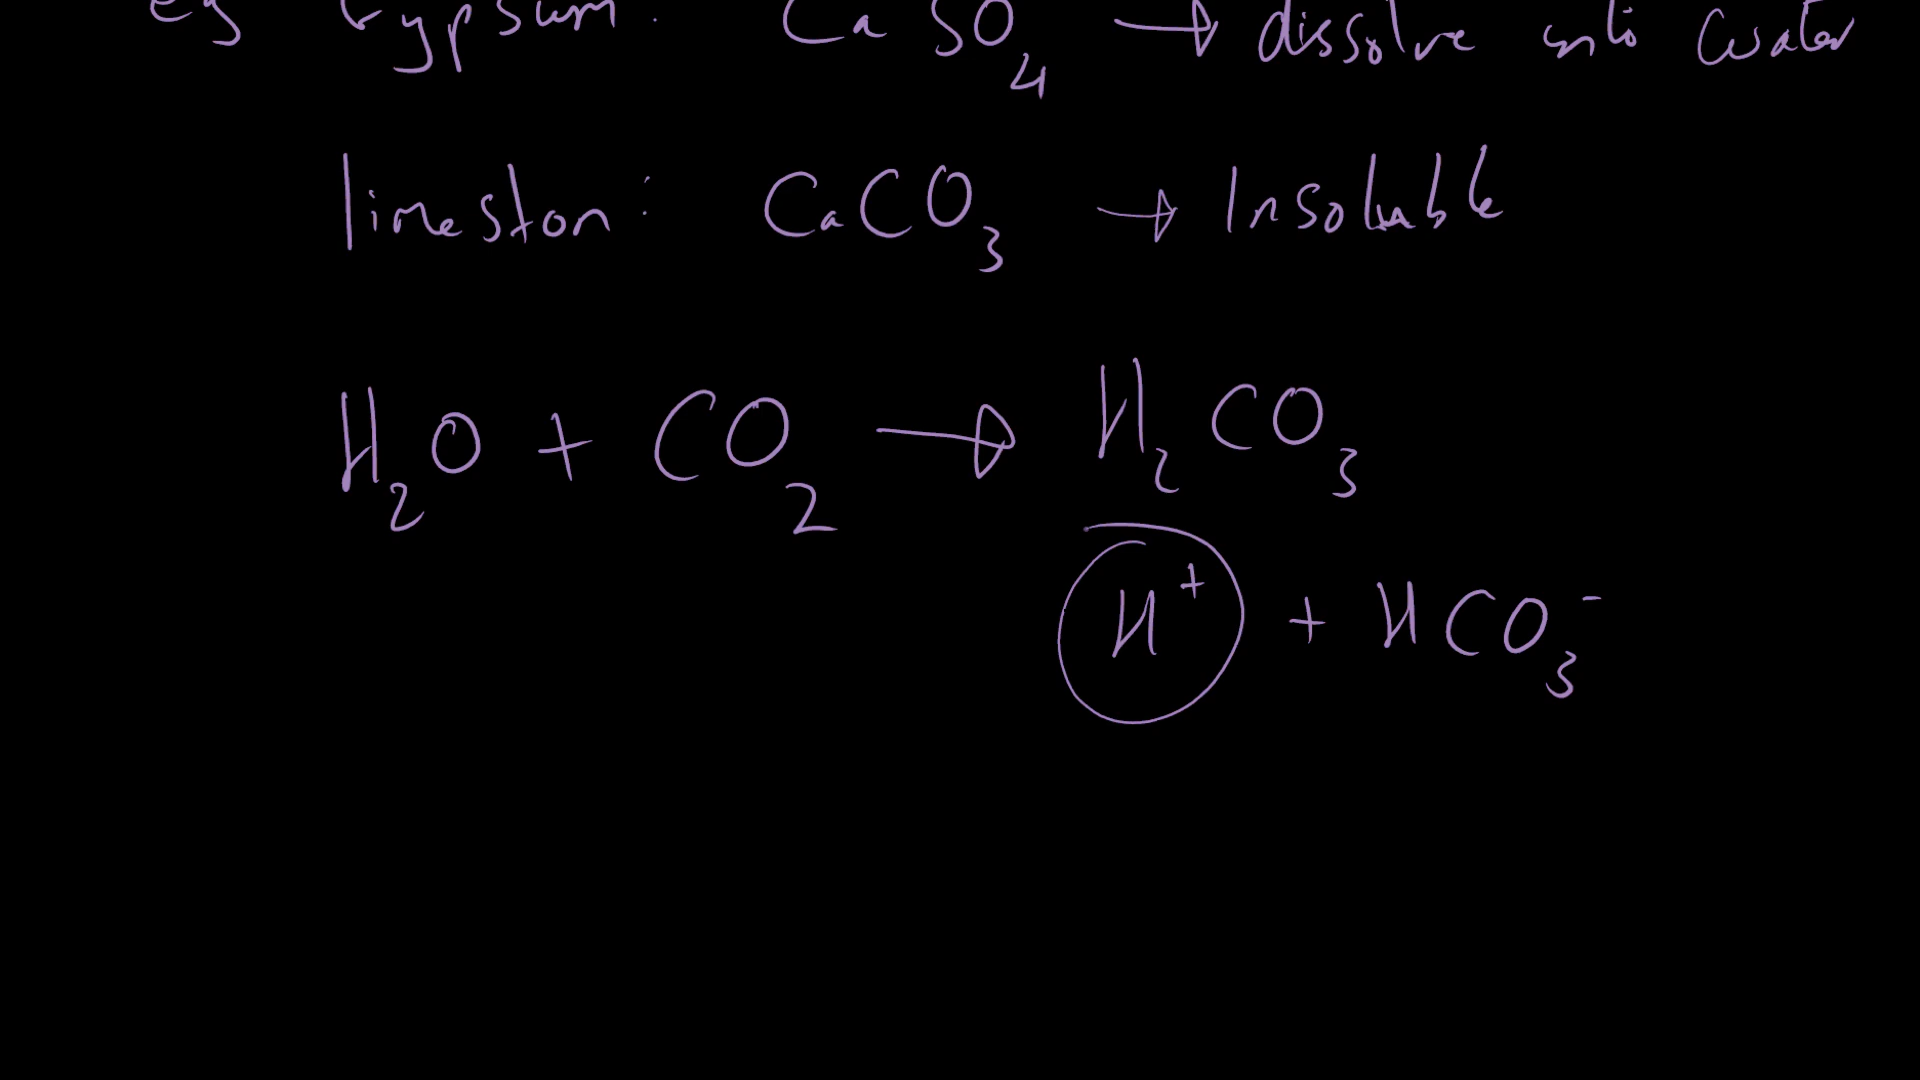 eg Gypsum: CaSO₄ → dissolve into water
limeston: CaCO₃ → Insoluble
H₂O + CO₂ → H₂CO₃
H⁺ + HCO₃⁻